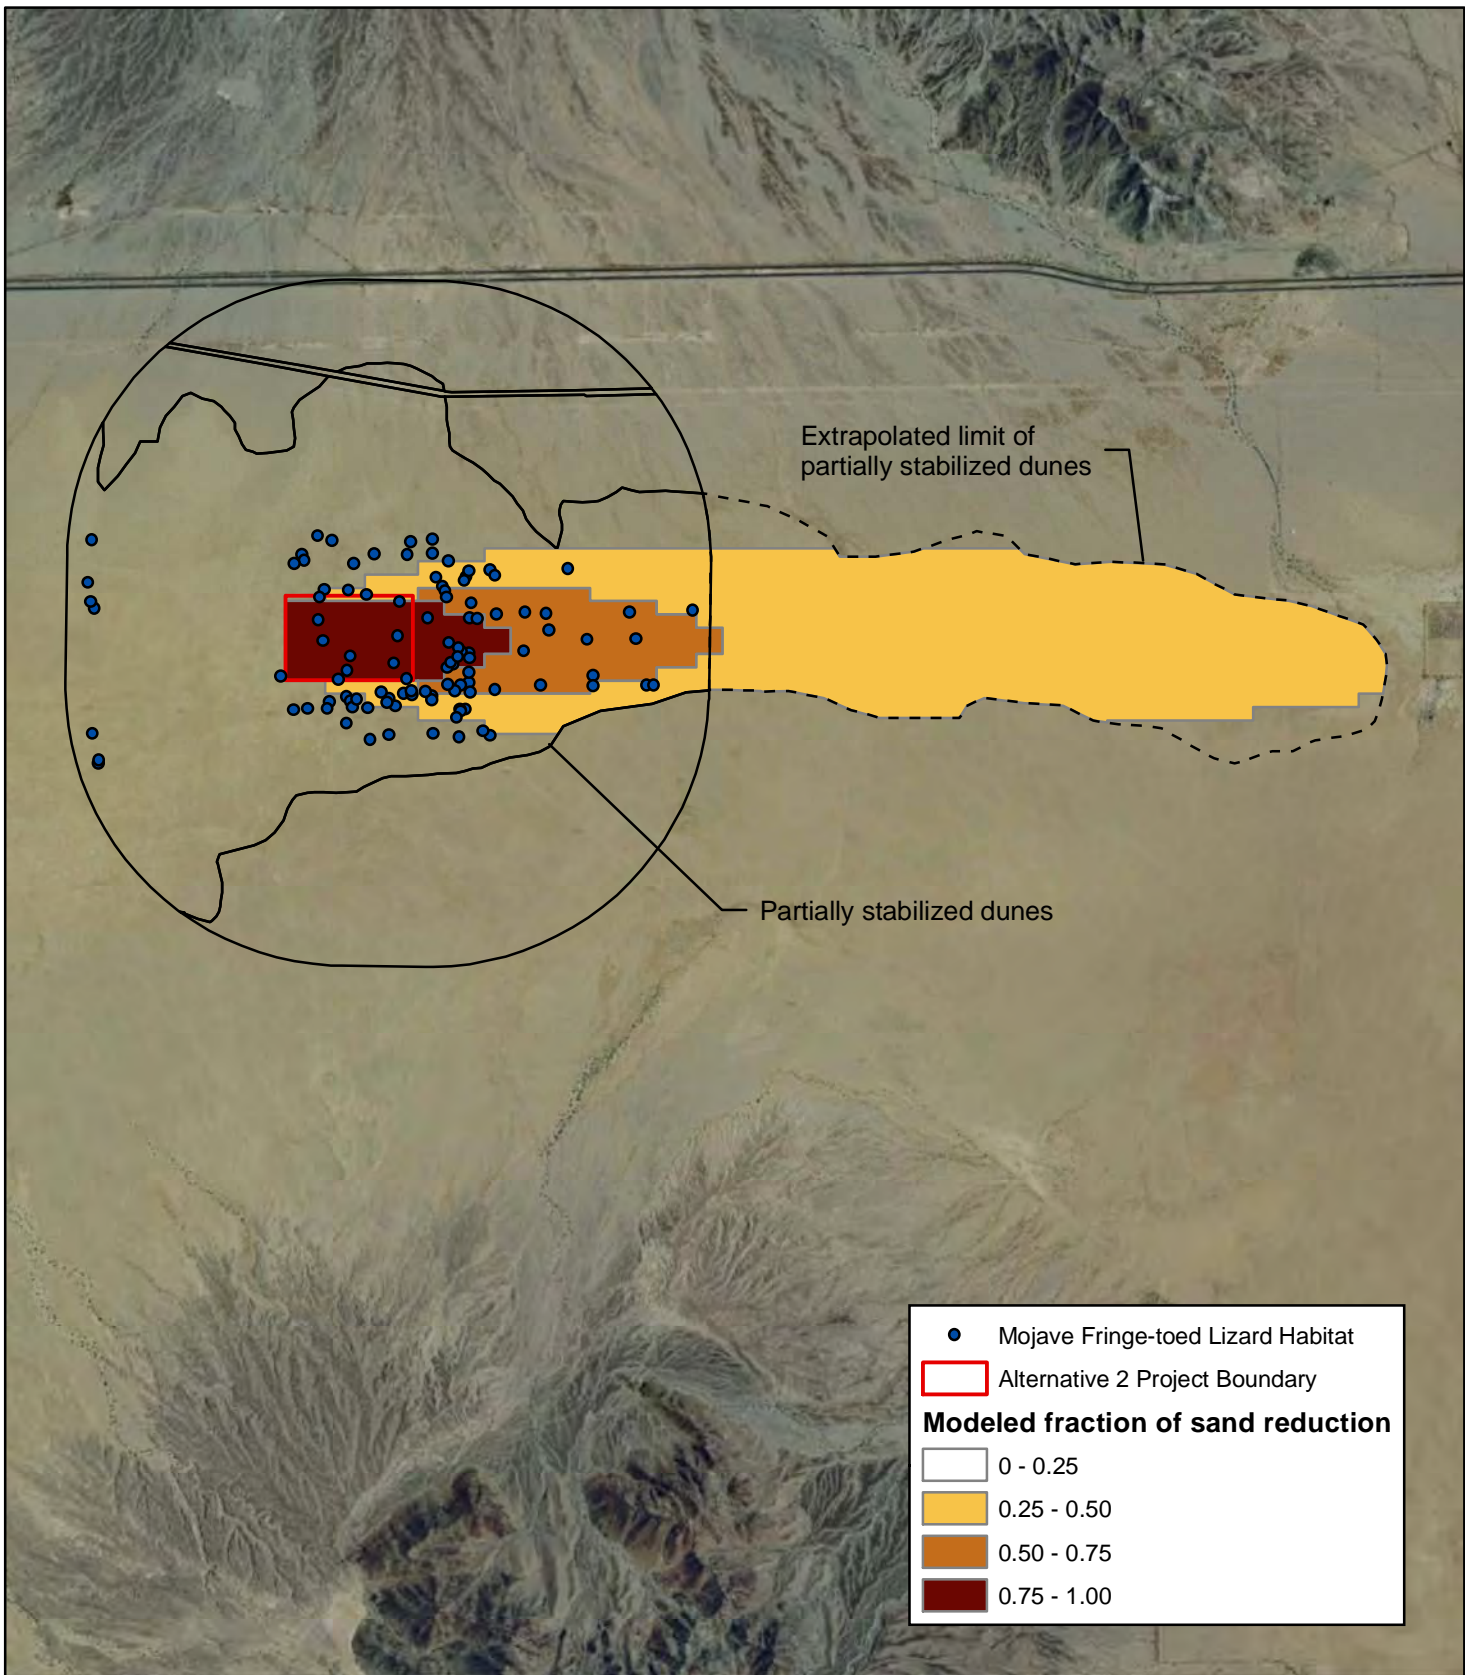 Extrapolated limit of
partially stabilized dunes
Partially stabilized dunes
Mojave Fringe-toed Lizard Habitat
Alternative 2 Project Boundary
Modeled fraction of sand reduction
0 - 0.25
0.25 - 0.50
0.50 - 0.75
0.75 - 1.00